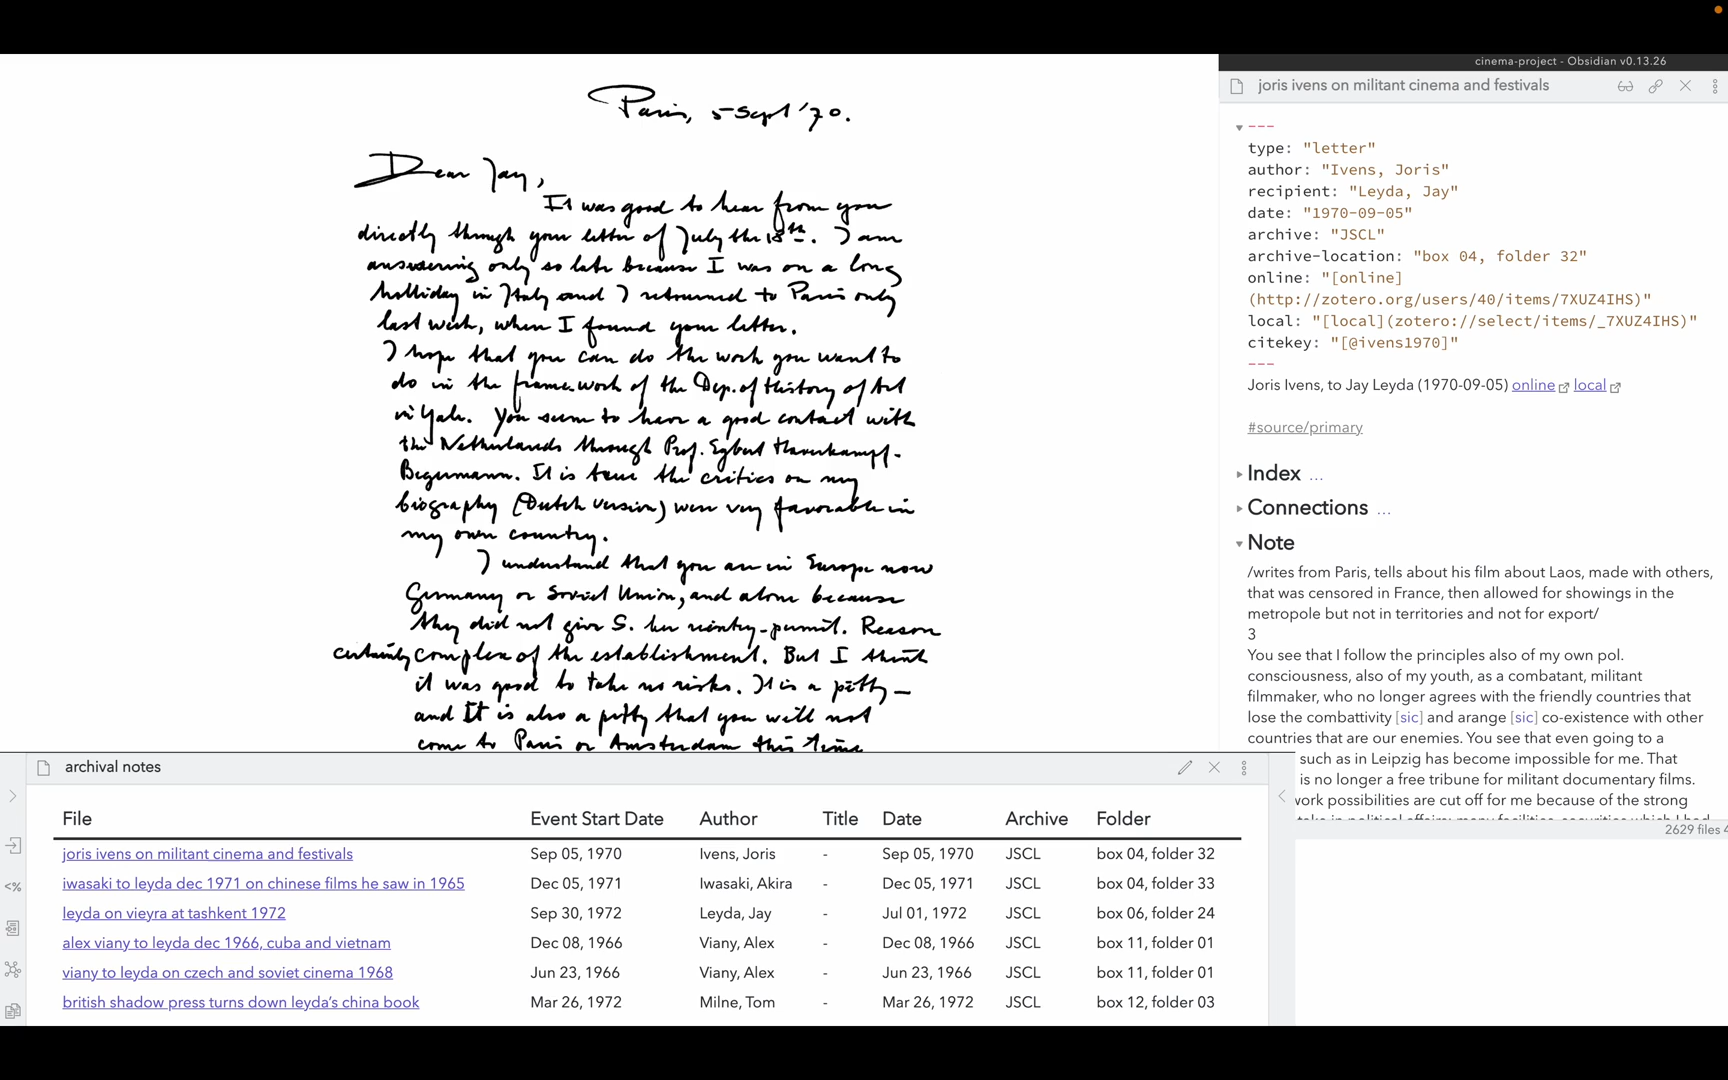 Paris, 5 Sept '70.
Dear Jay,
It was good to hear from you
directly through your letter of July the 18th. I am
answering only so late because I was on a long
holliday in Italy and I returned to Paris only
last week, when I found your letter.
I hope that you can do the work you want to
do in the frame.work of the Dep. of History of Art
in Yale. You seem to have a good contact with
the Netherlands through Prof. Egbert Haverkampf-
Begemann. It is true the critics on my
biography (Dutch version) were very favorable in
my own country.
I understand that you are in Europe now
Germany or Soviet Union, and alone because
they did not give S. her reentry-permit. Reason
certainly complex of the establishment. But I think
it was good to take no risks. It is a pitty—
and It is also a pitty that you will not
come to Paris or Amsterdam this time
cinema-project - Obsidian v0.13.26
joris ivens on militant cinema and festivals
---
type: "letter"
author: "Ivens, Joris"
recipient: "Leyda, Jay"
date: "1970-09-05"
archive: "JSCL"
archive-location: "box 04, folder 32"
online: "[online]
(http://zotero.org/users/40/items/7XUZ4IHS)"
local: "[local](zotero://select/items/_7XUZ4IHS)"
citekey: "[@ivens1970]"
---
Joris Ivens, to Jay Leyda (1970-09-05) online local
#source/primary
Index ...
Connections ...
Note
/writes from Paris, tells about his film about Laos, made with others,
that was censored in France, then allowed for showings in the
metropole but not in territories and not for export/
3
You see that I follow the principles also of my own pol.
consciousness, also of my youth, as a combatant, militant
filmmaker, who no longer agrees with the friendly countries that
lose the combattivity [sic] and arange [sic] co-existence with other
countries that are our enemies. You see that even going to a
such as in Leipzig has become impossible for me. That
is no longer a free tribune for militant documentary films.
work possibilities are cut off for me because of the strong
2629 files 4
archival notes
File Event Start Date Author Title Date Archive Folder
joris ivens on militant cinema and festivals Sep 05, 1970 Ivens, Joris - Sep 05, 1970 JSCL box 04, folder 32
iwasaki to leyda dec 1971 on chinese films he saw in 1965 Dec 05, 1971 Iwasaki, Akira - Dec 05, 1971 JSCL box 04, folder 33
leyda on vieyra at tashkent 1972 Sep 30, 1972 Leyda, Jay - Jul 01, 1972 JSCL box 06, folder 24
alex viany to leyda dec 1966, cuba and vietnam Dec 08, 1966 Viany, Alex - Dec 08, 1966 JSCL box 11, folder 01
viany to leyda on czech and soviet cinema 1968 Jun 23, 1966 Viany, Alex - Jun 23, 1966 JSCL box 11, folder 01
british shadow press turns down leyda's china book Mar 26, 1972 Milne, Tom - Mar 26, 1972 JSCL box 12, folder 03